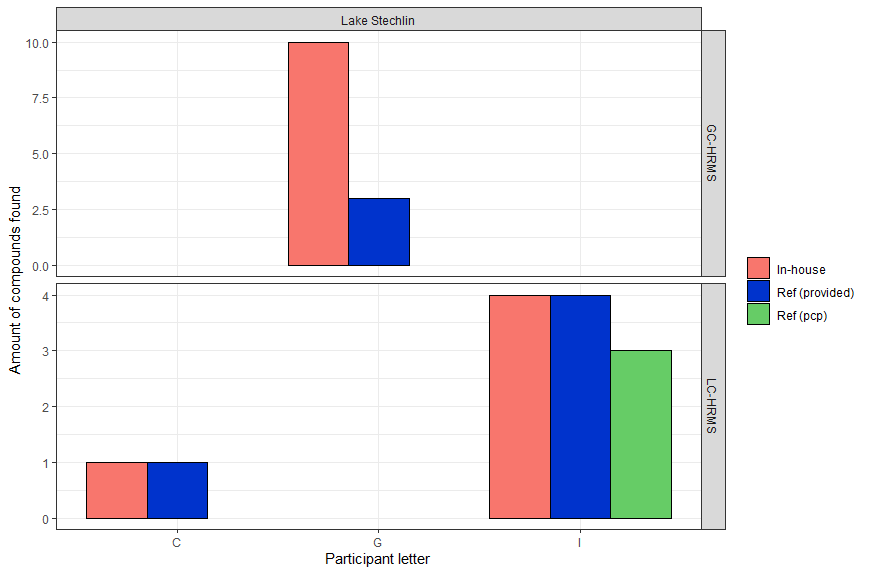 Lake Stechlin
10.0
7.5
5.0
2.5
0.0
GC-HRMS
Amount of compounds found
4
3
2
1
0
LC-HRMS
C
G
I
Participant letter
In-house
Ref (provided)
Ref (pcp)